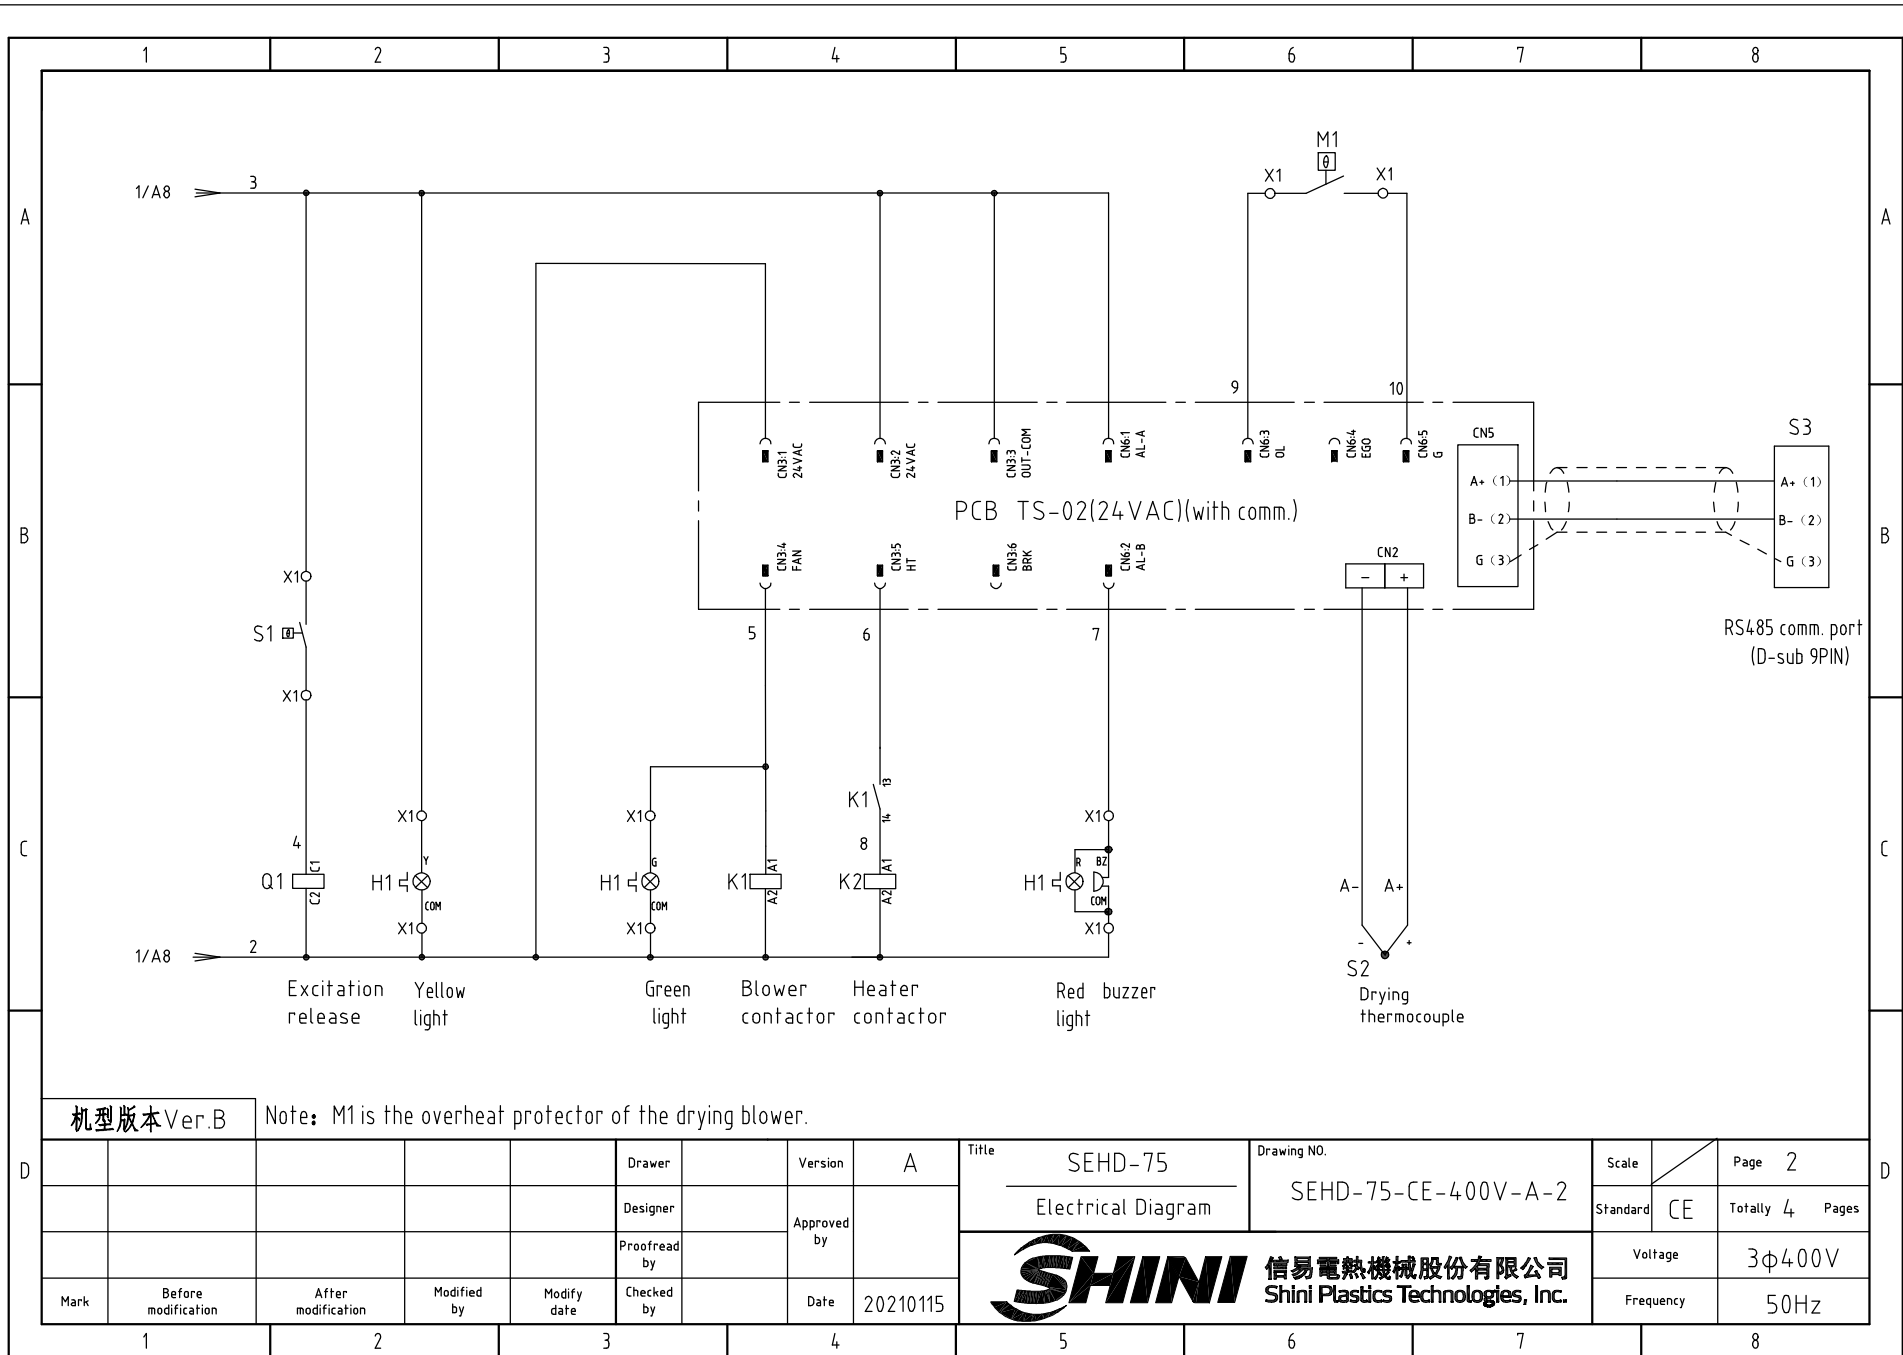 1 2 3 4 5 6 7 8
A A
B B
C C
D D
1/A8 3
M1
θ
X1 X1
9 10
CN3:1
24VAC
CN3:2
24VAC
CN3:3
OUT-COM
CN6:1
AL-A
CN6:3
OL
CN6:4
EGO
CN6:5
G
CN5
A+ (1)
B- (2)
G (3)
S3
A+ (1)
B- (2)
G (3)
RS485 comm. port
(D-sub 9PIN)
PCB TS-02(24VAC)(with comm.)
CN3:4
FAN
CN3:5
HT
CN3:6
BRK
CN6:2
AL-B
CN2
- +
X1
S1 θ
X1
5 6 7
K1 13
14
X1 X1 X1
4 8
Q1 C1
C2
H1 Y
COM
H1 G
COM
K1 A1
A2
K2 A1
A2
H1 R BZ
COM
A- A+
X1 X1 X1
1/A8 2
- +
S2
Drying
thermocouple
Excitation
release
Yellow
light
Green
light
Blower
contactor
Heater
contactor
Red buzzer
light
机型版本Ver.B
Note: M1 is the overheat protector of the drying blower.
Drawer
Version A
Designer
Approved
by
Proofread
by
Mark
Before
modification
After
modification
Modified
by
Modify
date
Checked
by
Date 20210115
Title
SEHD-75
Electrical Diagram
Drawing NO.
SEHD-75-CE-400V-A-2
SHINI
信易電熱機械股份有限公司
Shini Plastics Technologies, Inc.
Scale Page 2
Standard CE Totally 4 Pages
Voltage 3φ400V
Frequency 50Hz
1 2 3 4 5 6 7 8